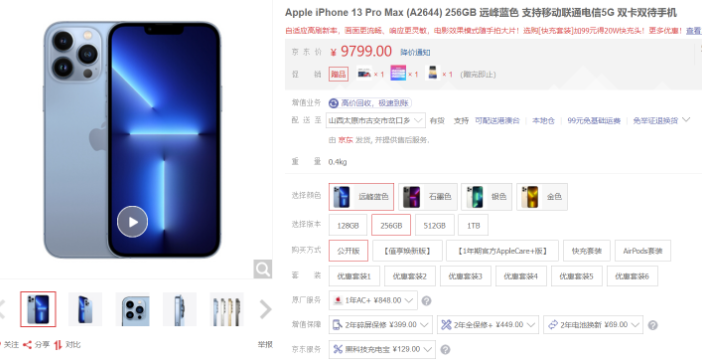 Apple iPhone 13 Pro Max (A2644) 256GB 远峰蓝色 支持移动联通电信5G 双卡双待手机
自适应高刷新率，画面更流畅、响应更灵敏，电影效果模式随手拍大片！选购[快充套装]加99元得20W快充头！更多优惠！查看
京 东 价 ¥ 9799.00 降价通知
促 销 赠品 × 1 × 1 × 1 (赠完即止)
增值业务 高价回收，极速到账
配 送 至 山西太原市古交市岔口乡 有货 支持 可配送港澳台 本地仓 99元免基础运费 免举证退换货
由 京东 发货, 并提供售后服务.
重 量 0.4kg
选择颜色 远峰蓝色 石墨色 银色 金色
选择版本 128GB 256GB 512GB 1TB
购买方式 公开版 【值享焕新版】 【1年期官方AppleCare+版】 快充套装 AirPods套装
套 装 优惠套装1 优惠套装2 优惠套装3 优惠套装4 优惠套装5 优惠套装6
原厂服务 1年AC+ ¥848.00 ?
增值保障 2年碎屏保修 ¥399.00 2年全保修+ ¥449.00 2年电池换新 ¥69.00 ?
京东服务 黑科技充电宝 ¥129.00 ?
关注 分享 对比 举报